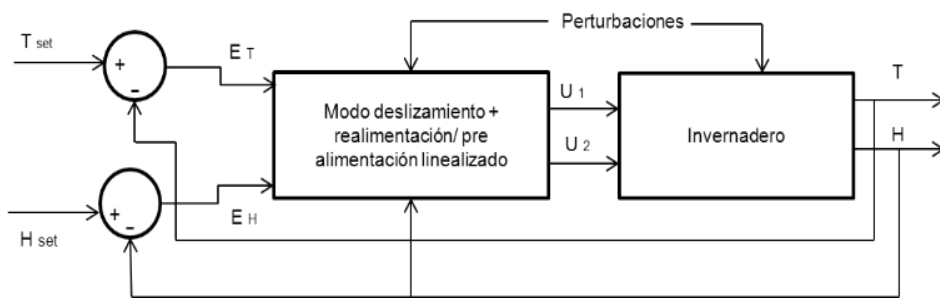 Perturbaciones
T set
+
-
E T
Modo deslizamiento +
realimentación/ pre
alimentación linealizado
U 1
U 2
Invernadero
T
H
H set
+
-
E H